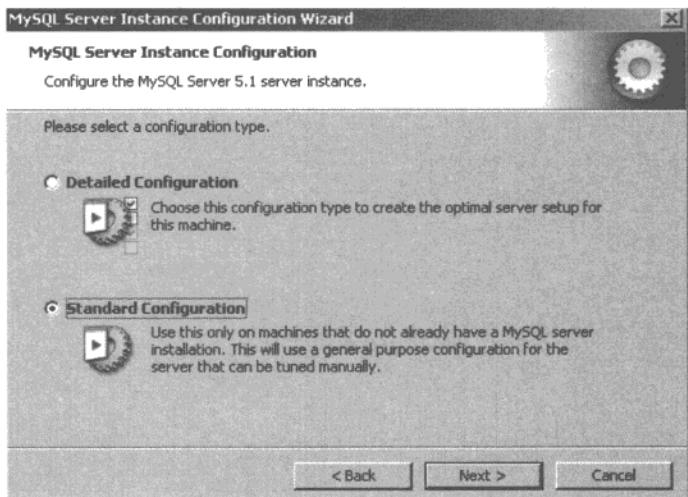 MySQL Server Instance Configuration Wizard
MySQL Server Instance Configuration
Configure the MySQL Server 5.1 server instance.
Please select a configuration type.
Detailed Configuration
Choose this configuration type to create the optimal server setup for
this machine.
Standard Configuration
Use this only on machines that do not already have a MySQL server
installation. This will use a general purpose configuration for the
server that can be tuned manually.
< Back
Next >
Cancel